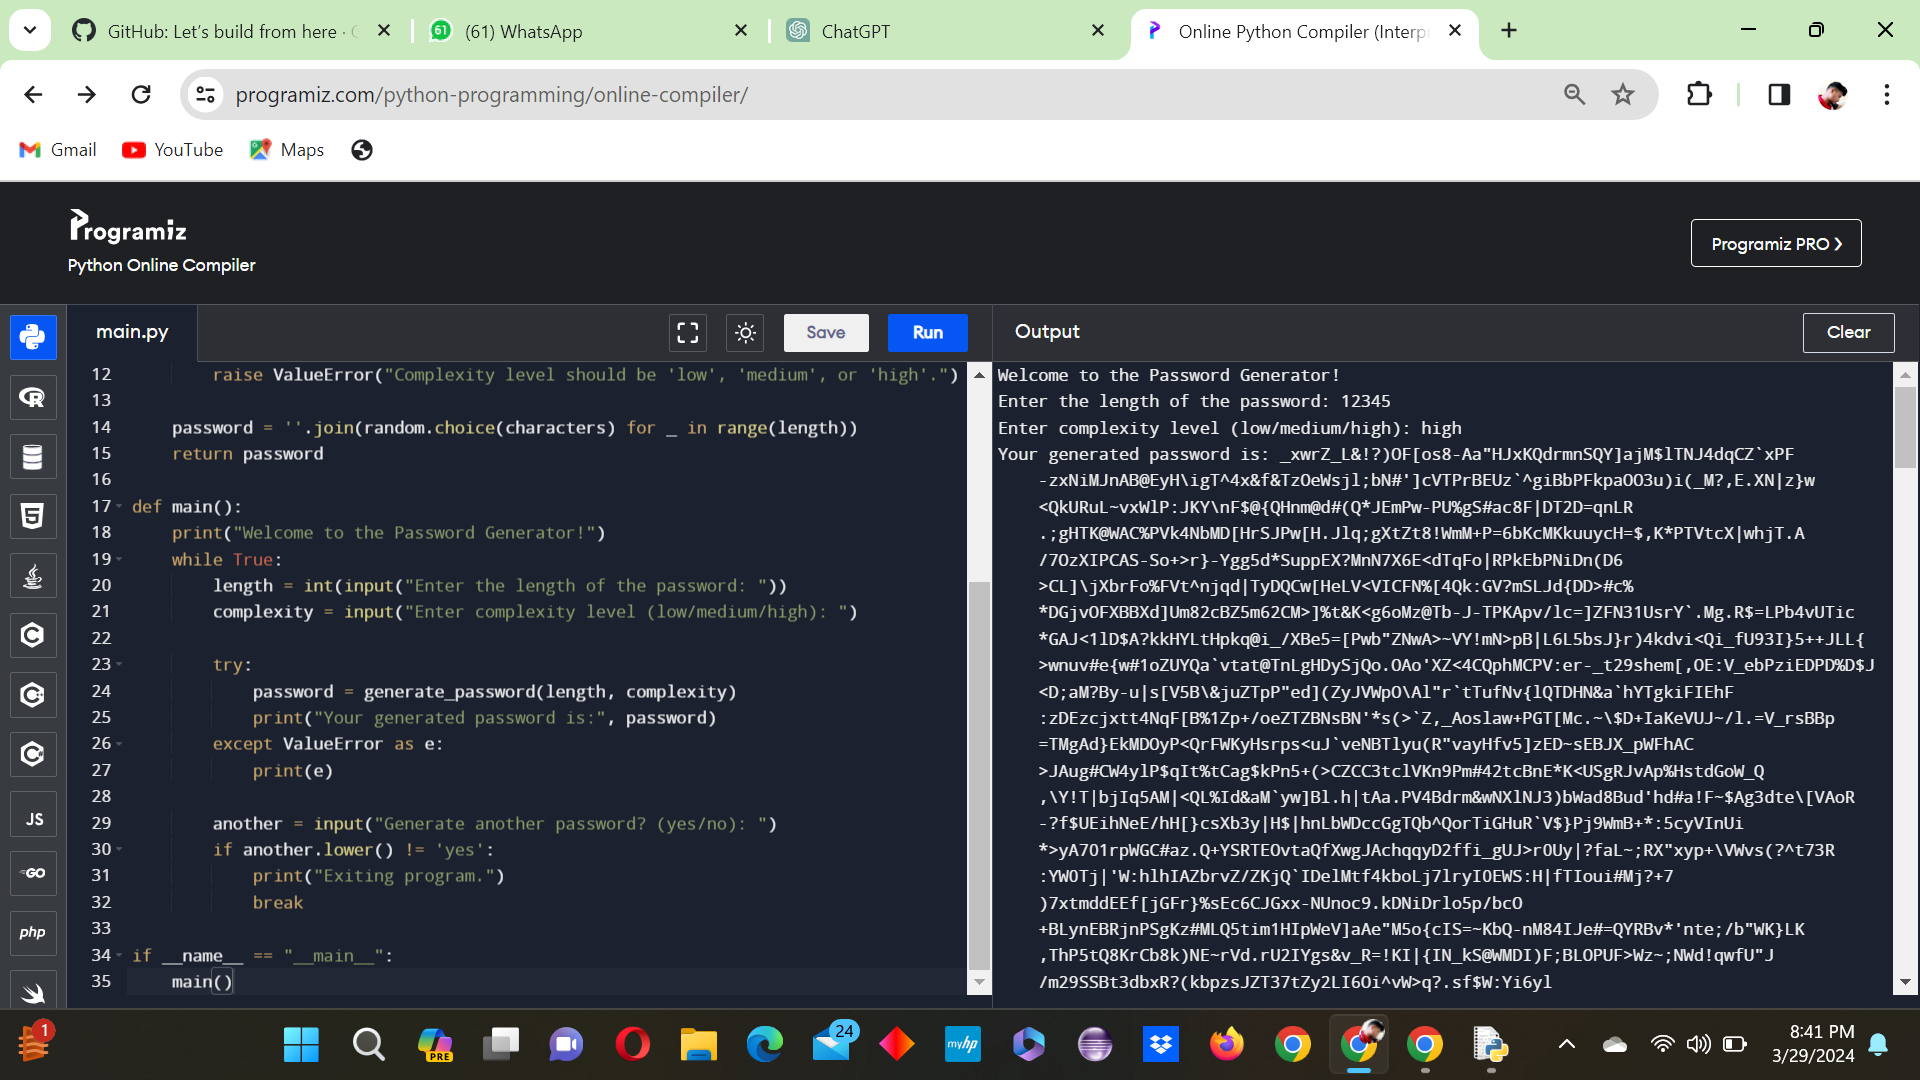 GitHub: Let's build from here ·
(61) WhatsApp
ChatGPT
Online Python Compiler (Interp
programiz.com/python-programming/online-compiler/
Gmail
YouTube
Maps
Programiz
Python Online Compiler
Programiz PRO ❯
main.py
Save
Run
Output
Clear
12 raise ValueError("Complexity level should be 'low', 'medium', or 'high'.")
13
14 password = ''.join(random.choice(characters) for _ in range(length))
15 return password
16
17 def main():
18 print("Welcome to the Password Generator!")
19 while True:
20 length = int(input("Enter the length of the password: "))
21 complexity = input("Enter complexity level (low/medium/high): ")
22
23 try:
24 password = generate_password(length, complexity)
25 print("Your generated password is:", password)
26 except ValueError as e:
27 print(e)
28
29 another = input("Generate another password? (yes/no): ")
30 if another.lower() != 'yes':
31 print("Exiting program.")
32 break
33
34 if __name__ == "__main__":
35 main()
Welcome to the Password Generator!
Enter the length of the password: 12345
Enter complexity level (low/medium/high): high
Your generated password is: _xwrZ_L&!?)OF[os8-Aa"HJxKQdrmnSQY]ajM$lTNJ4dqCZ`xPF
-zxNiMJnAB@EyH\igT^4x&f&TzOeWsjl;bN#']cVTPrBEUz`^giBbPFkpaOO3u)i(_M?,E.XN|z}w
<QkURuL~vxWlP:JKY\nF$@{QHnm@d#(Q*JEmPw-PU%gS#ac8F|DT2D=qnLR
.;gHTK@WAC%PVk4NbMD[HrSJPw[H.Jlq;gXtZt8!WmM+P=6bKcMKkuuycH=$,K*PTVtcX|whjT.A
/7OzXIPCAS-So+>r}-Ygg5d*SuppEX?MnN7X6E<dTqFo|RPkEbPNiDn(D6
>CL]\jXbrFo%FVt^njqd|TyDQCw[HeLV<VICFN%[4Qk:GV?mSLJd{DD>#c%
*DGjvOFXBBXd]Um82cBZ5m62CM>]%t&K<g6oMz@Tb-J-TPKApv/lc=]ZFN31UsrY`.Mg.R$=LPb4vUTic
*GAJ<1lD$A?kkHYLtHpkq@i_/XBe5=[Pwb"ZNwA>~VY!mN>pB|L6L5bsJ}r)4kdvi<Qi_fU93I}5++JLL{
>wnuv#e{w#1oZUYQa`vtat@TnLgHDySjQo.OAo'XZ<4CQphMCPV:er-_t29shem[,OE:V_ebPziEDPD%D$J
<D;aM?By-u|s[V5B\&juZTpP"ed](ZyJVWpO\Al"r`tTufNv{lQTDHN&a`hYTgkiFIEhF
:zDEzcjxtt4NqF[B%1Zp+/oeZTZBNsBN'*s(>`Z,_Aoslaw+PGT[Mc.~\$D+IaKeVUJ~/l.=V_rsBBp
=TMgAd}EkMDOyP<QrFWKyHsrps<uJ`veNBTlyu(R"vayHfv5]zED~sEBJX_pWFhAC
>JAug#CW4ylP$qIt%tCag$kPn5+(>CZCC3tclVKn9Pm#42tcBnE*K<USgRJvAp%HstdGoW_Q
,\Y!T|bjIq5AM|<QL%Id&aM`yw]Bl.h|tAa.PV4Bdrm&wNXlNJ3)bWad8Bud'hd#a!F~$Ag3dte\[VAoR
-?f$UEihNeE/hH[}csXb3y|H$|hnLbWDccGgTQb^QorTiGHuR`V$}Pj9WmB+*:5cyVInUi
*>yA7O1rpWGC#az.Q+YSRTEOvtaQfXwgJAchqqyD2ffi_gUJ>rOUy|?faL~;RX"xyp+\VWvs(?^t73R
:YWOTj|'W:hlhIAZbrvZ/ZKjQ`IDelMtf4kboLj7lryI0EWS:H|fTIoui#Mj?+7
)7xtmddEEf[jGFr}%sEc6CJGxx-NUnoc9.kDNiDrlo5p/bcO
+BLynEBRjnPSgKz#MLQ5tim1HIpWeV]aAe"M5o{cIS=~KbQ-nM84IJe#=QYRBv*'nte;/b"WK}LK
,ThP5tQ8KrCb8k)NE~rVd.rU2IYgs&v_R=!KI|{IN_kS@WMDI)F;BLOPUF>Wz~;NWd!qwfU"J
/m29SSBt3dbxR?(kbpzsJZT37tZy2LI6Oi^vW>q?.sf$W:Yi6yl
JS
GO
php
1
PRE
24
myhp
8:41 PM
3/29/2024